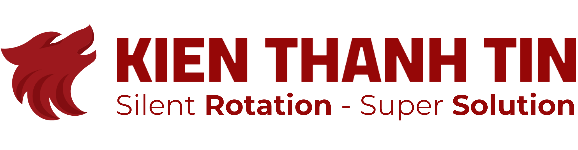 KIEN THANH TIN
Silent Rotation - Super Solution